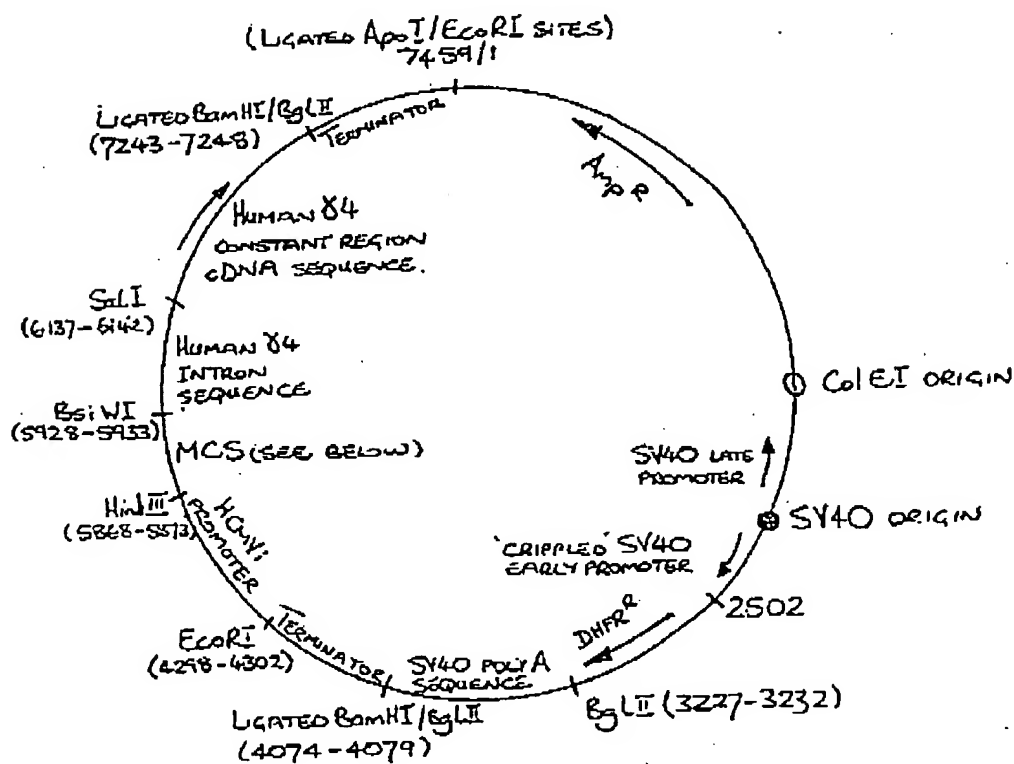 (LIGATED ApoI/EcoRI SITES)
7459/1
LIGATED BamHI/BglII
(7243-7248)
TERMINATOR
AmpR
HUMAN γ4
CONSTANT REGION
cDNA SEQUENCE.
SalI
(6137-6142)
HUMAN γ4
INTRON
SEQUENCE
ColEI ORIGIN
BsiWI
(5928-5933)
MCS (SEE BELOW)
SV40 LATE
PROMOTER
HindIII
(5868-5873)
HCMVi
PROMOTER
SV40 ORIGIN
'CRIPPLED' SV40
EARLY PROMOTER
2502
DHFR R
EcoRI
(4298-4302)
TERMINATOR
SV40 POLY A
SEQUENCE
BglII (3227-3232)
LIGATED BamHI/BglII
(4074-4079)